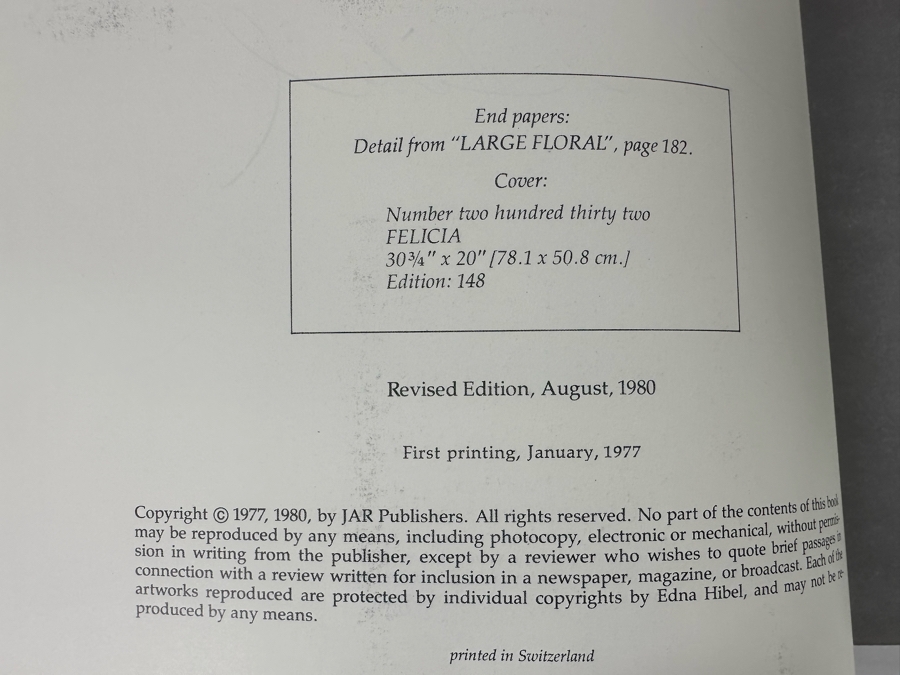 End papers:
Detail from "LARGE FLORAL", page 182.
Cover:
Number two hundred thirty two
FELICIA
30¾" x 20" [78.1 x 50.8 cm.]
Edition: 148
Revised Edition, August, 1980
First printing, January, 1977
Copyright © 1977, 1980, by JAR Publishers. All rights reserved. No part of the contents of this book
may be reproduced by any means, including photocopy, electronic or mechanical, without permis-
sion in writing from the publisher, except by a reviewer who wishes to quote brief passages in
connection with a review written for inclusion in a newspaper, magazine, or broadcast. Each of the
artworks reproduced are protected by individual copyrights by Edna Hibel, and may not be re-
produced by any means.
printed in Switzerland